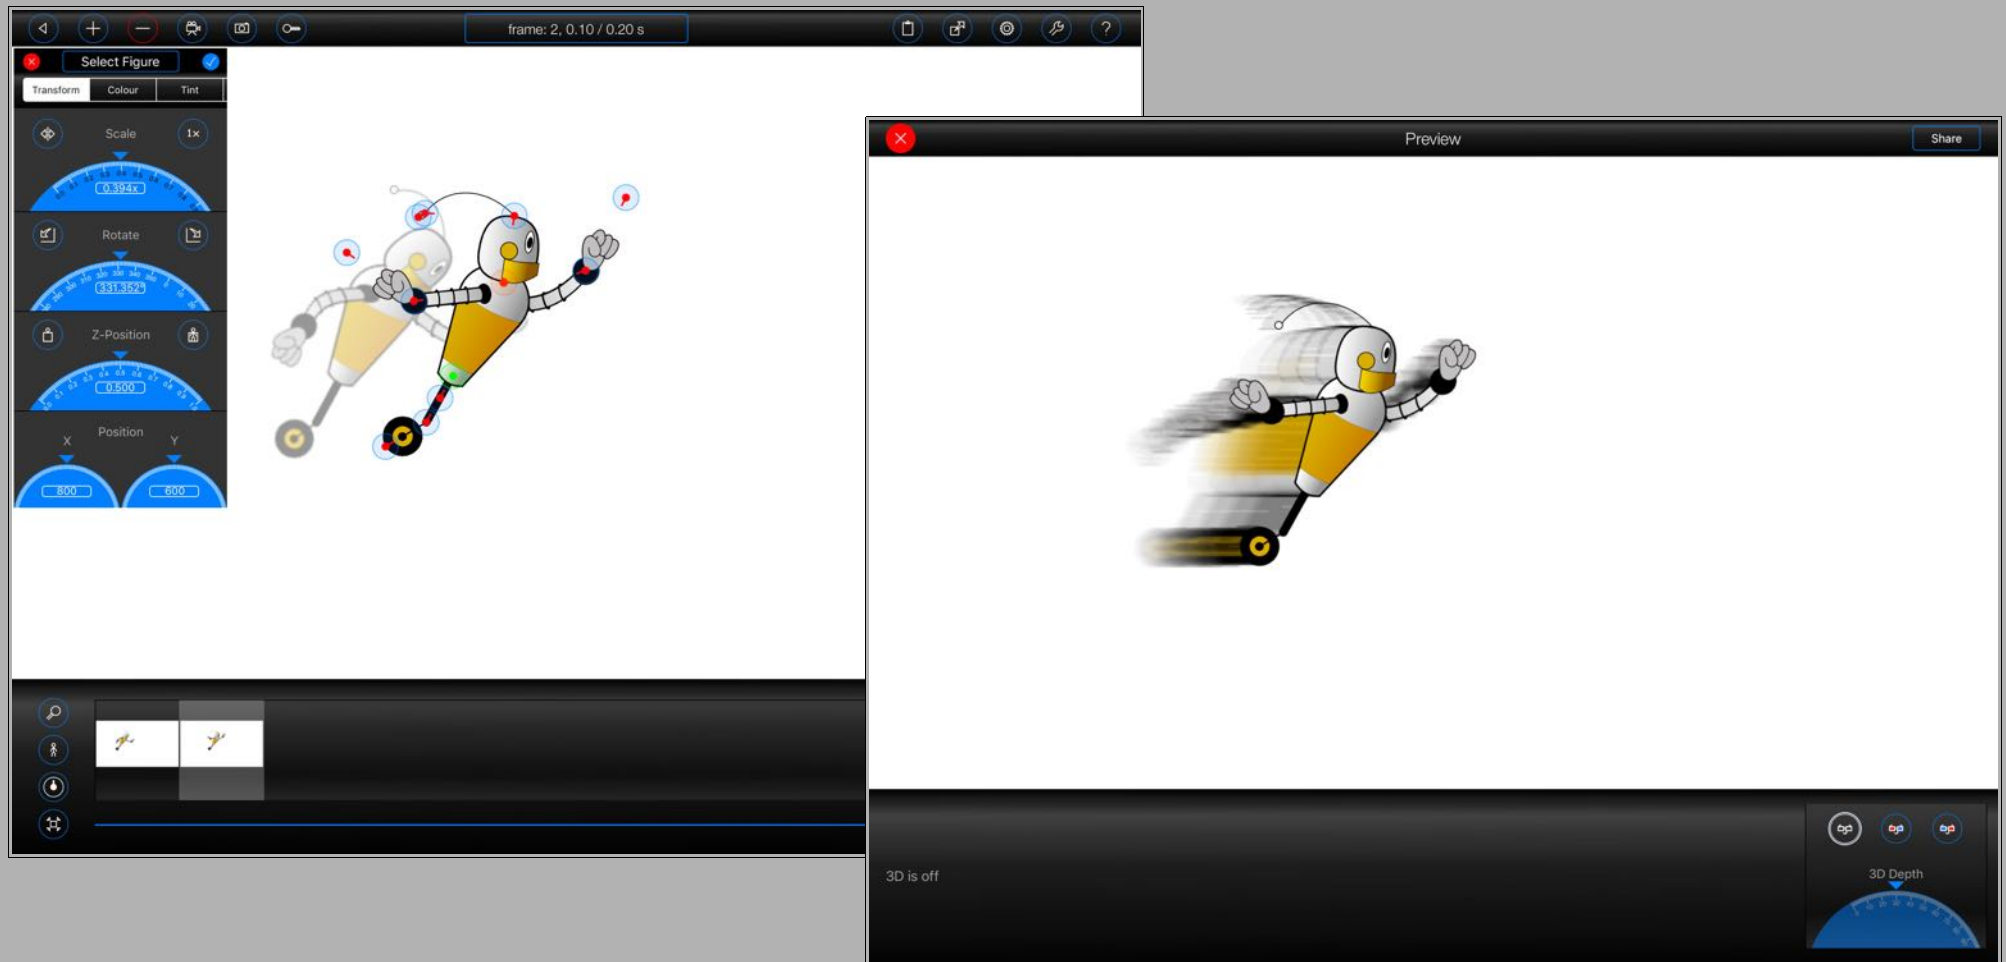 frame: 2, 0.10 / 0.20 s
Select Figure
Transform Colour Tint
Scale
1×
0.394x
Rotate
331.352°
Z-Position
0.500
Position
X Y
800 600
Preview
Share
3D is off
3D Depth